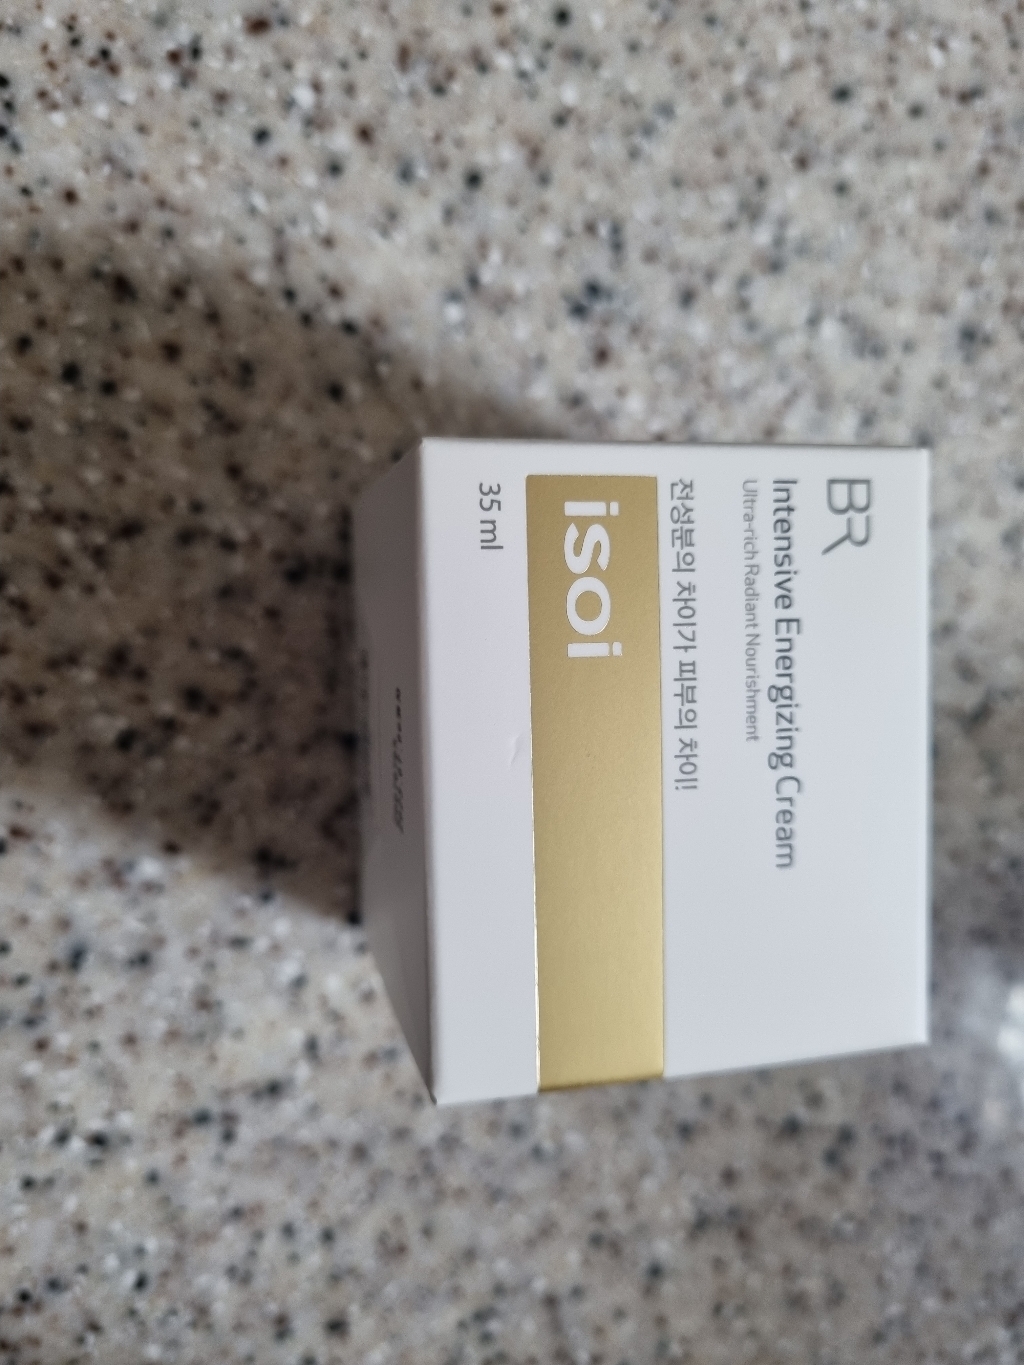 BR
Intensive Energizing Cream
Ultra-rich Radiant Nourishment
전성분의 차이가 피부의 차이!
isoi
35 ml